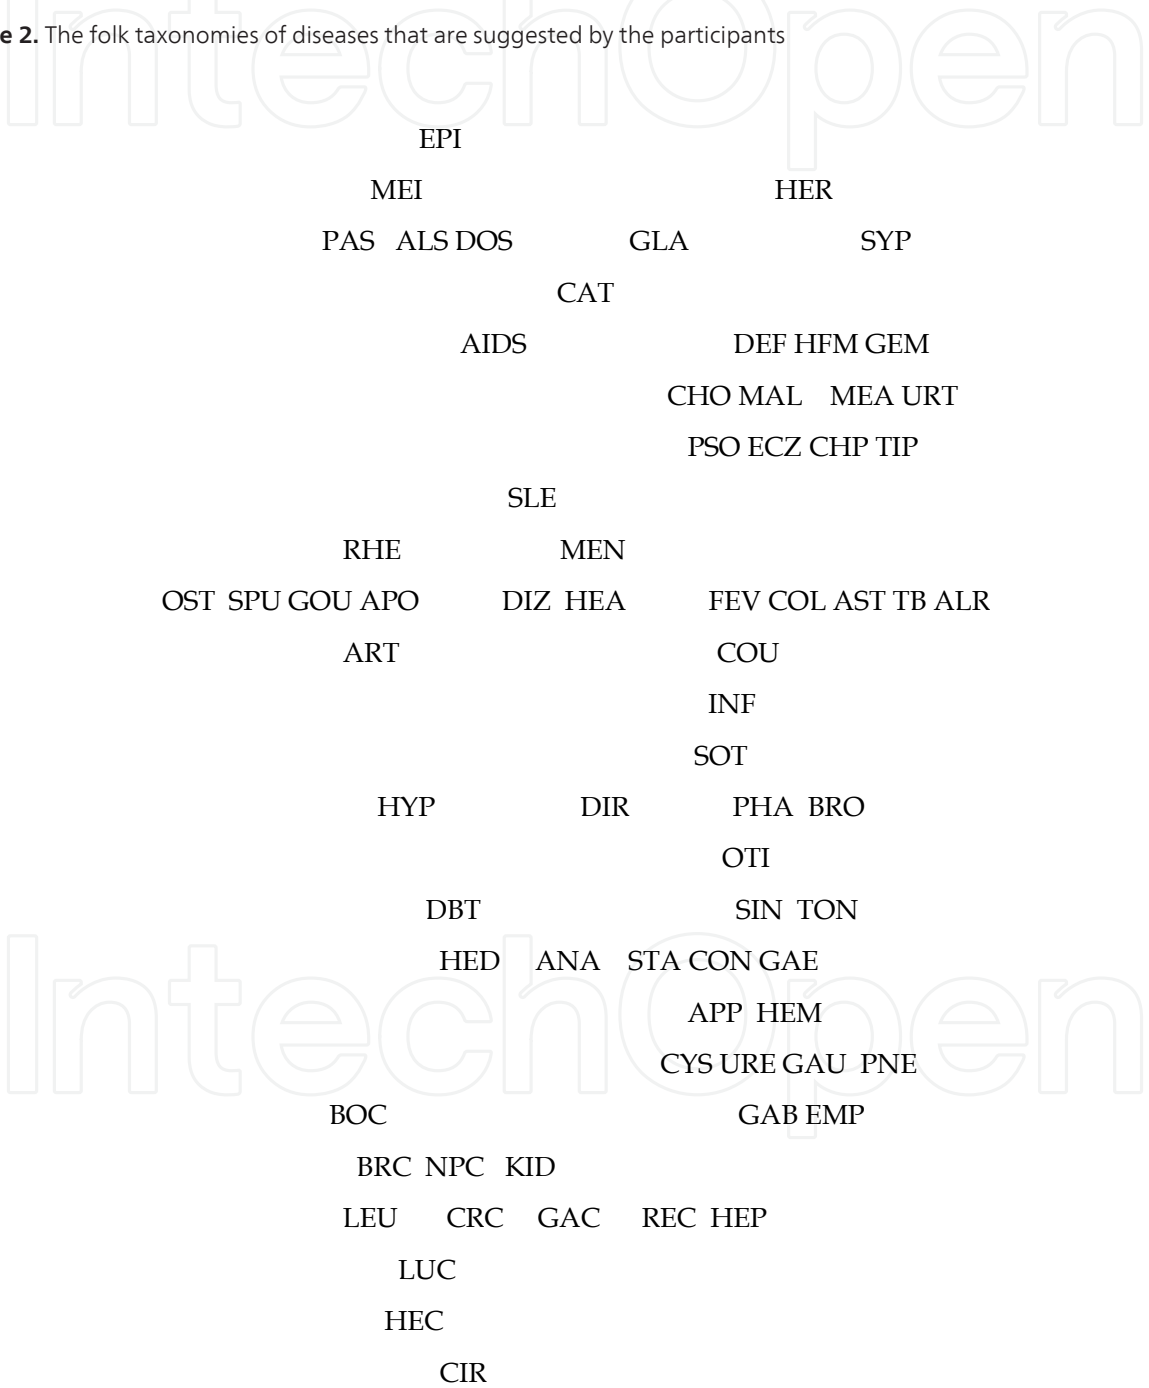 e 2. The folk taxonomies of diseases that are suggested by the participants
IntechOpen
EPI
MEI HER
PAS ALS DOS GLA SYP
CAT
AIDS DEF HFM GEM
CHO MAL MEA URT
PSO ECZ CHP TIP
SLE
RHE MEN
OST SPU GOU APO DIZ HEA FEV COL AST TB ALR
ART COU
INF
SOT
HYP DIR PHA BRO
OTI
DBT SIN TON
HED ANA STA CON GAE
IntechOpen
APP HEM
CYS URE GAU PNE
BOC GAB EMP
BRC NPC KID
LEU CRC GAC REC HEP
LUC
HEC
CIR